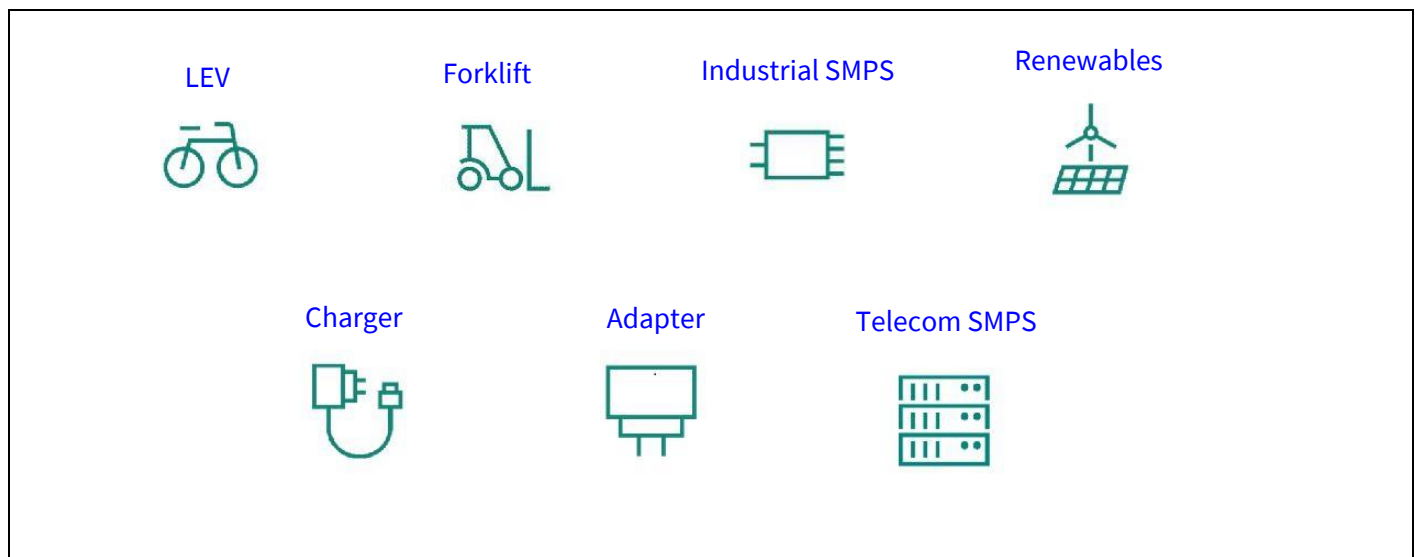 LEV
Forklift
Industrial SMPS
Renewables
Charger
Adapter
Telecom SMPS